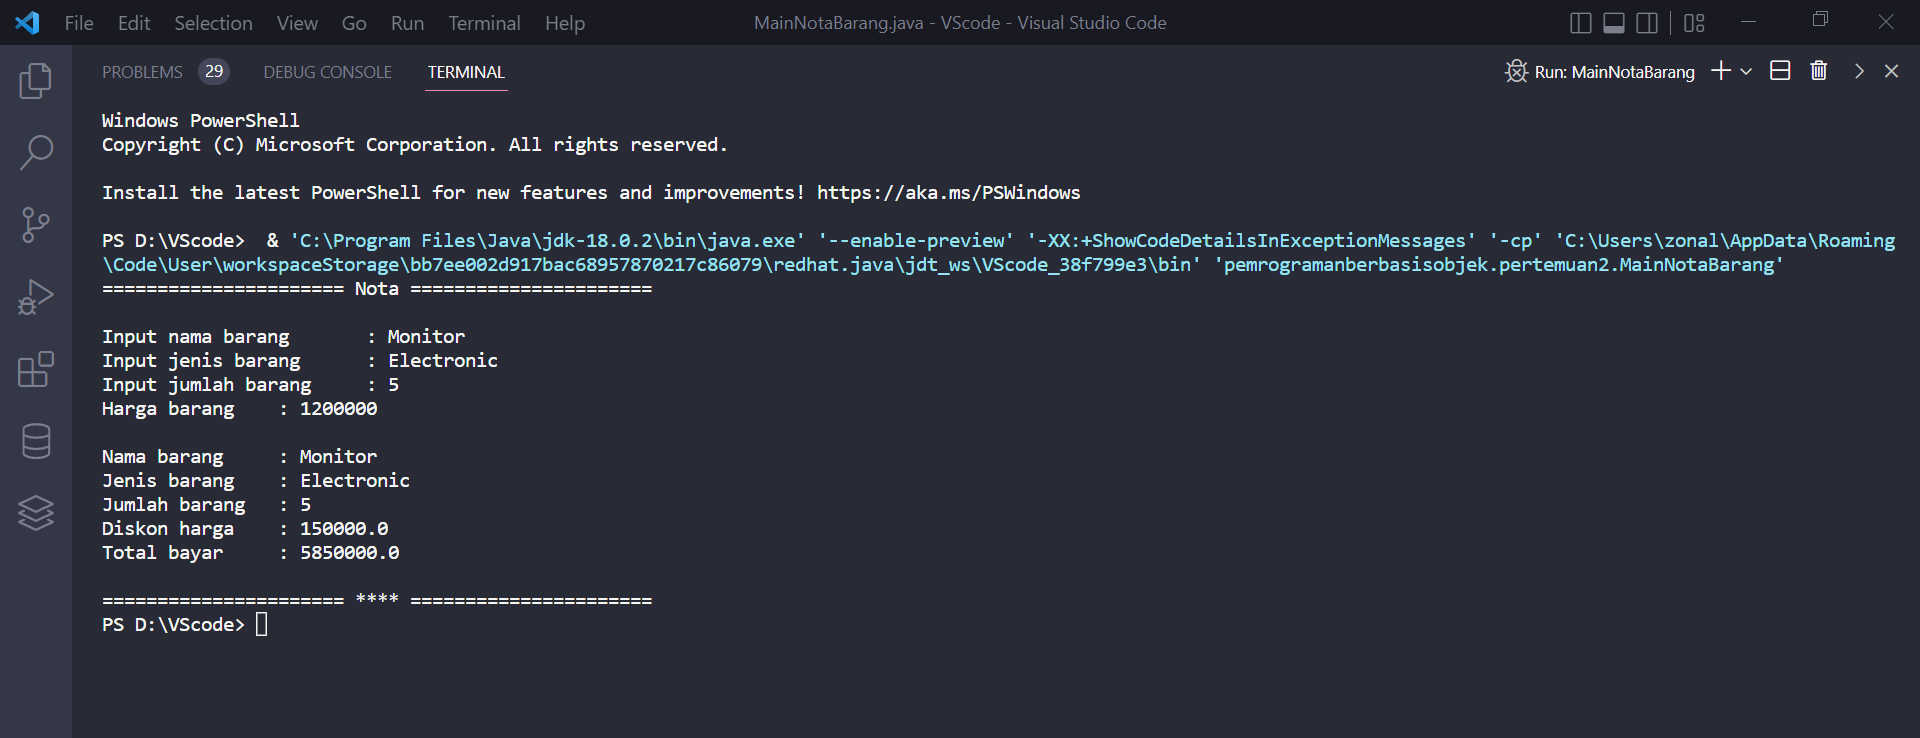 File Edit Selection View Go Run Terminal Help MainNotaBarang.java - VScode - Visual Studio Code
PROBLEMS 29 DEBUG CONSOLE TERMINAL Run: MainNotaBarang
Windows PowerShell
Copyright (C) Microsoft Corporation. All rights reserved.
Install the latest PowerShell for new features and improvements! https://aka.ms/PSWindows
PS D:\VScode>  & 'C:\Program Files\Java\jdk-18.0.2\bin\java.exe' '--enable-preview' '-XX:+ShowCodeDetailsInExceptionMessages' '-cp' 'C:\Users\zonal\AppData\Roaming
\Code\User\workspaceStorage\bb7ee002d917bac68957870217c86079\redhat.java\jdt_ws\VScode_38f799e3\bin' 'pemrogramanberbasisobjek.pertemuan2.MainNotaBarang'
====================== Nota ======================
Input nama barang       : Monitor
Input jenis barang      : Electronic
Input jumlah barang     : 5
Harga barang    : 1200000
Nama barang     : Monitor
Jenis barang    : Electronic
Jumlah barang   : 5
Diskon harga    : 150000.0
Total bayar     : 5850000.0
====================== **** ======================
PS D:\VScode>